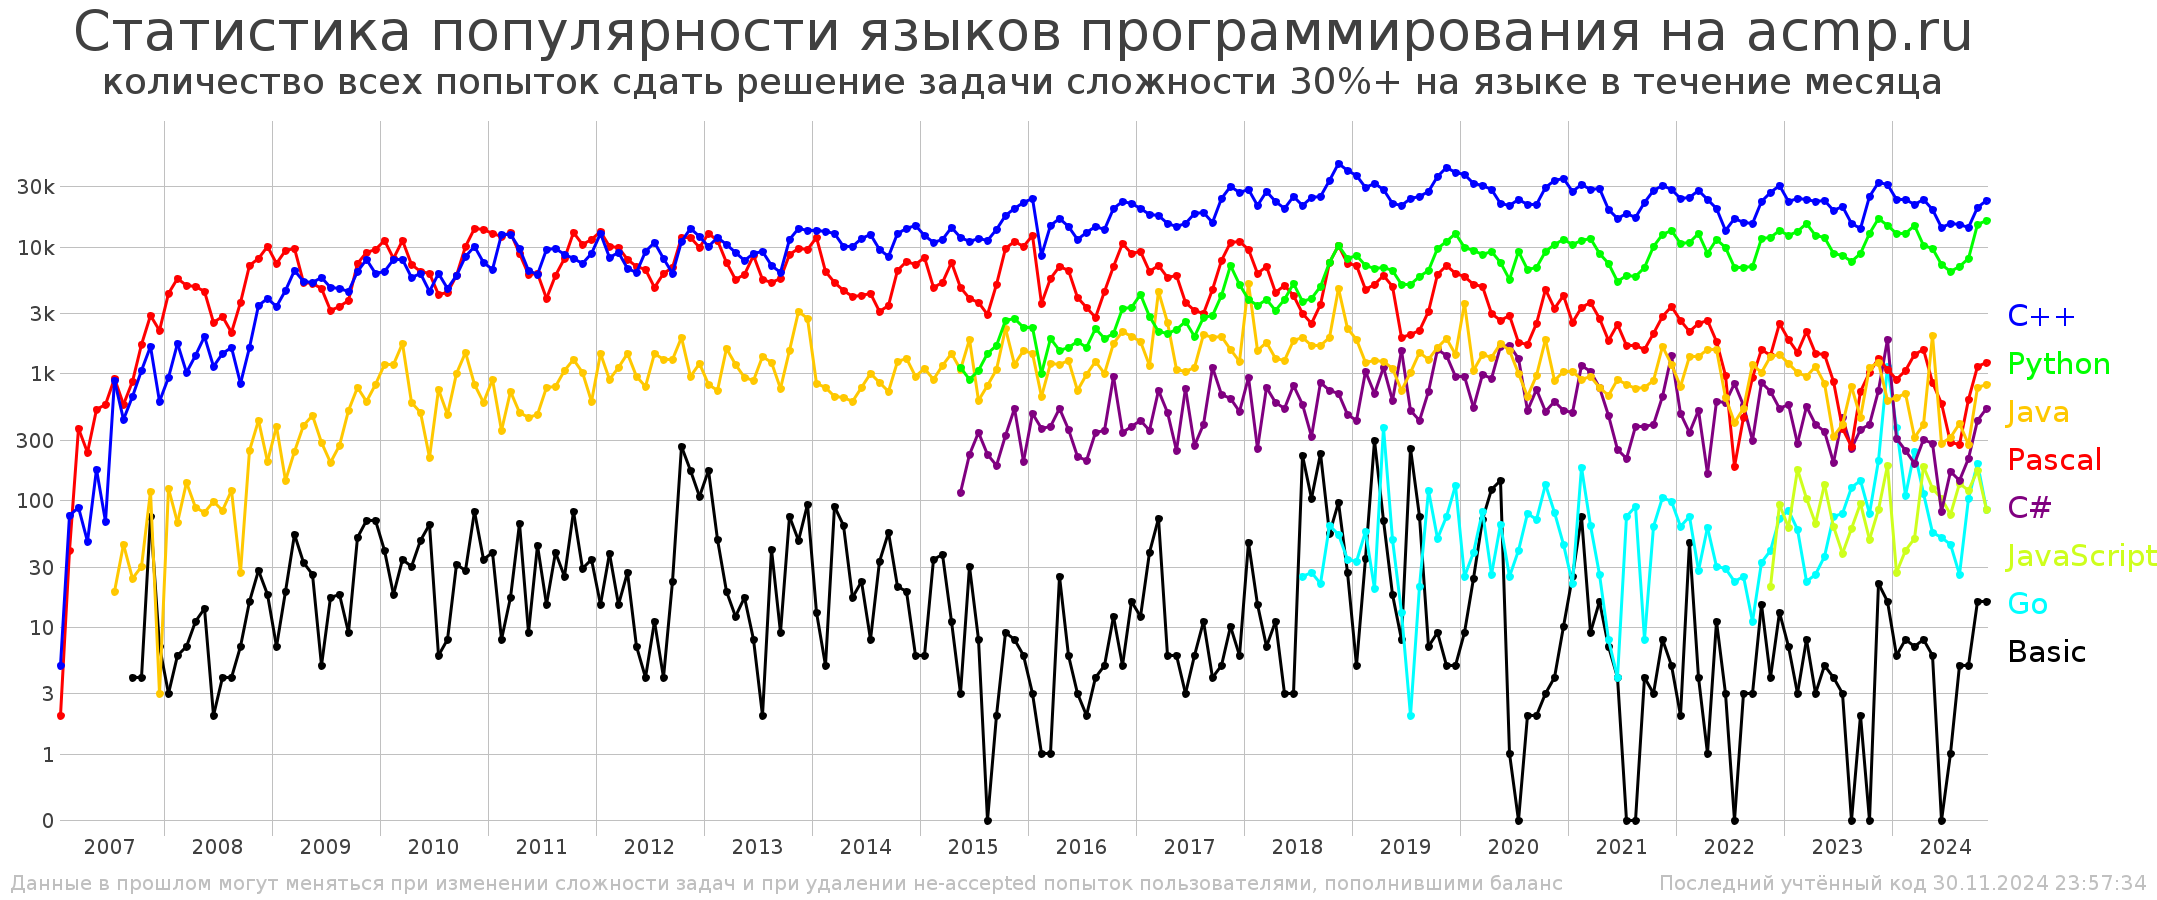 Статистика популярности языков программирования на acmp.ru
количество всех попыток сдать решение задачи сложности 30%+ на языке в течение месяца
30k
10k
3k
1k
300
100
30
10
3
1
0
C++
Python
Java
Pascal
C#
JavaScript
Go
Basic
2007 2008 2009 2010 2011 2012 2013 2014 2015 2016 2017 2018 2019 2020 2021 2022 2023 2024
Данные в прошлом могут меняться при изменении сложности задач и при удалении не-accepted попыток пользователями, пополнившими баланс
Последний учтённый код 30.11.2024 23:57:34